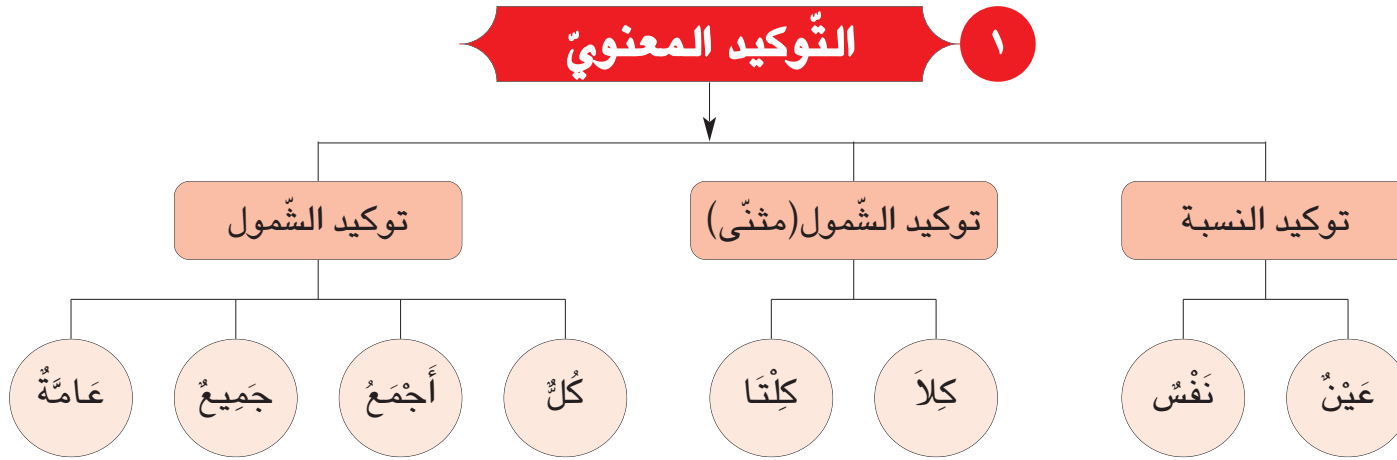 ١
التّوكيد المعنويّ
توكيد النسبة
توكيد الشّمول(مثنّى)
توكيد الشّمول
عَيْنٌ
نَفْسٌ
كِلاَ
كِلْتَا
كُلٌّ
أَجْمَعُ
جَمِيعٌ
عَامَّةٌ